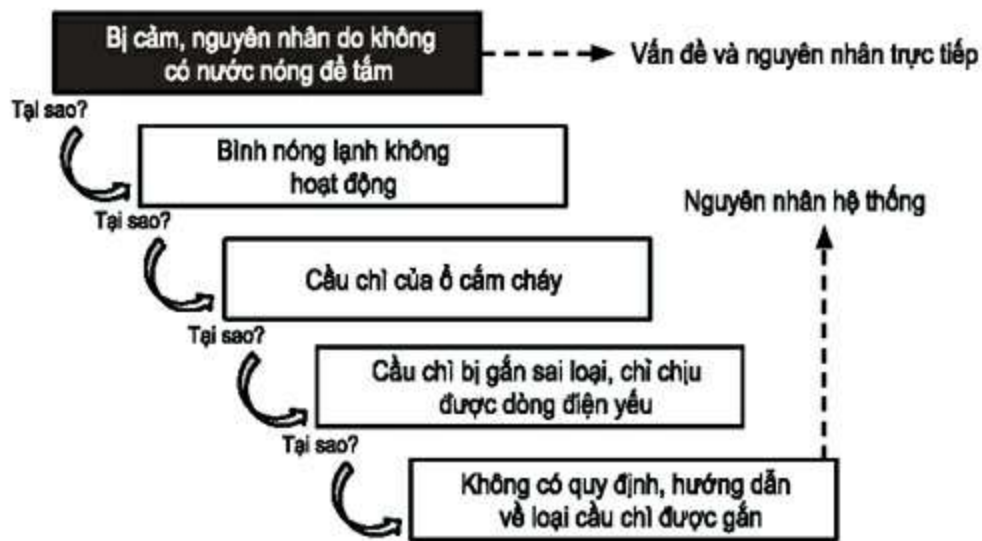 Bị cảm, nguyên nhân do không
có nước nóng để tắm
Vấn đề và nguyên nhân trực tiếp
Tại sao?
Bình nóng lạnh không
hoạt động
Nguyên nhân hệ thống
Tại sao?
Cầu chì của ổ cắm cháy
Tại sao?
Cầu chì bị gắn sai loại, chỉ chịu
được dòng điện yếu
Tại sao?
Không có quy định, hướng dẫn
về loại cầu chì được gắn